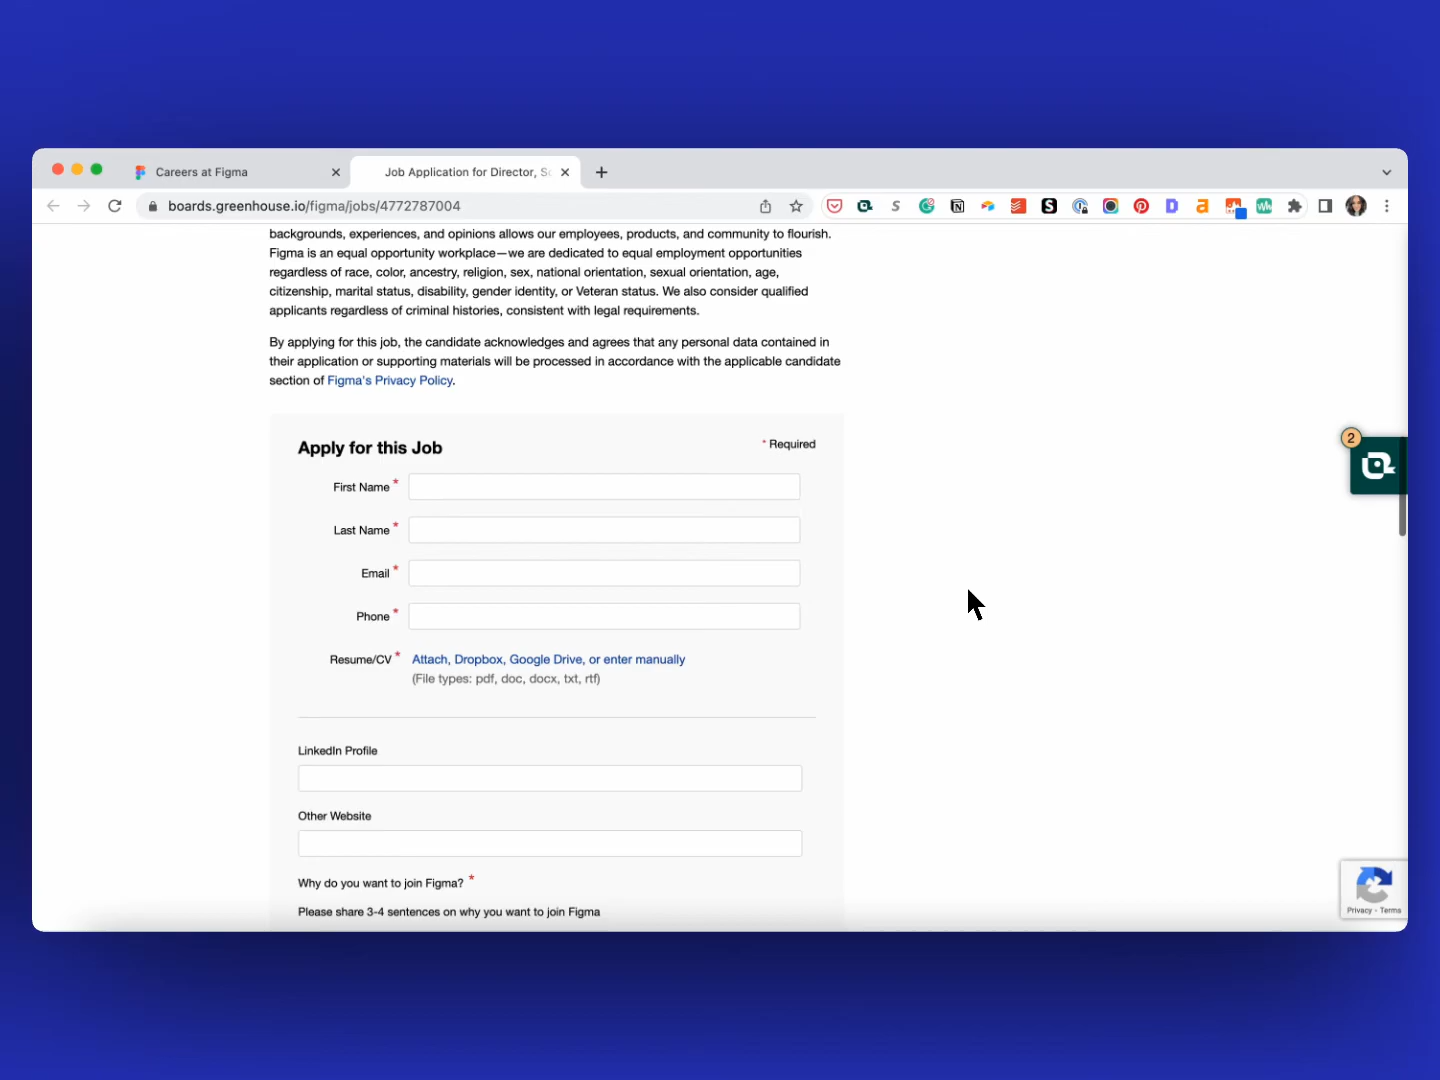 Careers at Figma
Job Application for Director, Sc
boards.greenhouse.io/figma/jobs/4772787004
backgrounds, experiences, and opinions allows our employees, products, and community to flourish.
Figma is an equal opportunity workplace—we are dedicated to equal employment opportunities
regardless of race, color, ancestry, religion, sex, national orientation, sexual orientation, age,
citizenship, marital status, disability, gender identity, or Veteran status. We also consider qualified
applicants regardless of criminal histories, consistent with legal requirements.
By applying for this job, the candidate acknowledges and agrees that any personal data contained in
their application or supporting materials will be processed in accordance with the applicable candidate
section of Figma's Privacy Policy.
Apply for this Job
* Required
First Name *
Last Name *
Email *
Phone *
Resume/CV * Attach, Dropbox, Google Drive, or enter manually
(File types: pdf, doc, docx, txt, rtf)
LinkedIn Profile
Other Website
Why do you want to join Figma? *
Please share 3-4 sentences on why you want to join Figma
2
Privacy - Terms